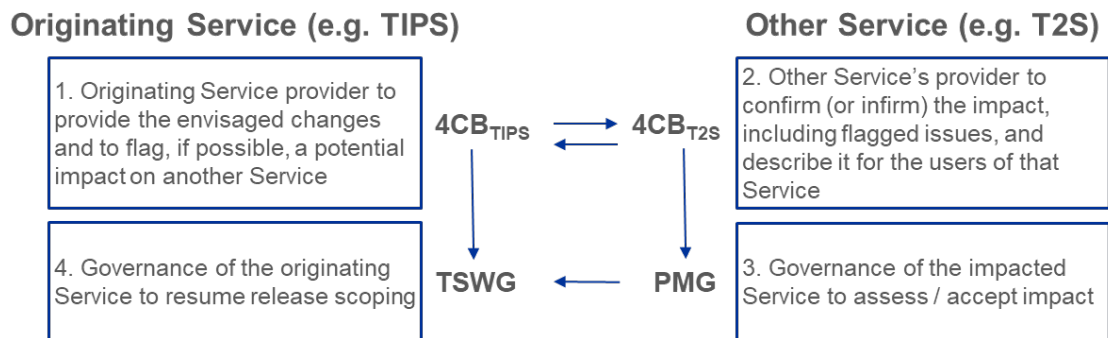 Originating Service (e.g. TIPS)
Other Service (e.g. T2S)
1. Originating Service provider to
provide the envisaged changes
and to flag, if possible, a potential
impact on another Service
4CBTIPS
4CBT2S
2. Other Service's provider to
confirm (or infirm) the impact,
including flagged issues, and
describe it for the users of that
Service
4. Governance of the originating
Service to resume release scoping
TSWG
PMG
3. Governance of the impacted
Service to assess / accept impact